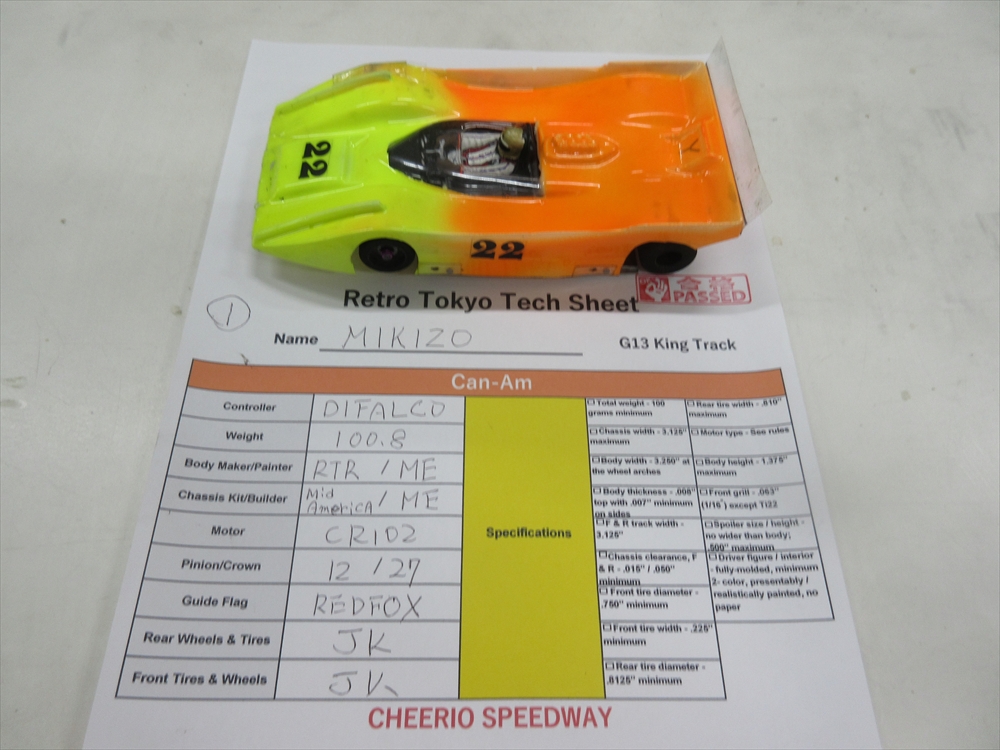 22
22
合格
PASSED
Retro Tokyo Tech Sheet
1
Name MIKIZO G13 King Track
Can-Am
Controller DIFALCO
Weight 100.8
Body Maker/Painter RTR / ME
Chassis Kit/Builder Mid America / ME
Motor CR102
Pinion/Crown 12 / 27
Guide Flag REDFOX
Rear Wheels & Tires JK
Front Tires & Wheels JK
Specifications
Total weight - 100
grams minimum
Chassis width - 3.125"
maximum
Body width - 3.250" at
the wheel arches
Body thickness - .008"
top with .007" minimum
on sides
F & R track width -
3.125"
Chassis clearance, F
& R - .015" / .050"
minimum
Front tire diameter -
.750" minimum
Front tire width - .225"
minimum
Rear tire diameter -
.8125" minimum
Rear tire width - .810"
maximum
Motor type - See rules
Body height - 1.375"
maximum
Front grill - .063"
(1/16") except Ti22
Spoiler size / height -
no wider than body;
.500" maximum
Driver figure / interior
- fully-molded, minimum
2- color, presentably /
realistically painted, no
paper
CHEERIO SPEEDWAY